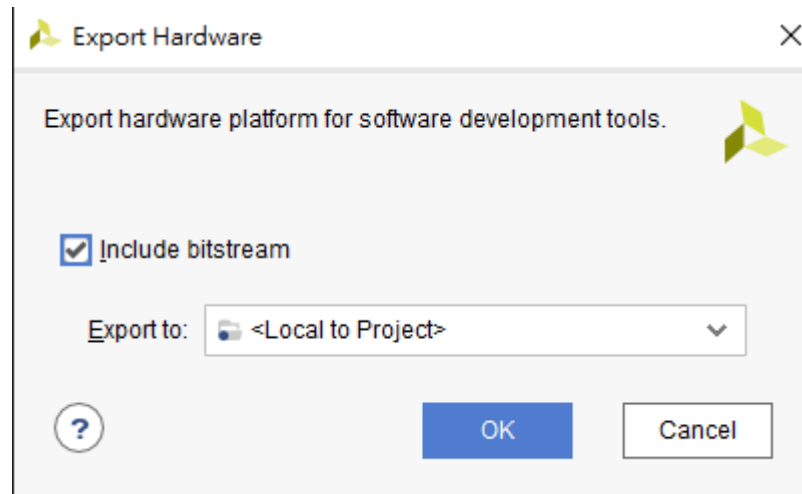 Export Hardware
Export hardware platform for software development tools.
Include bitstream
Export to: <Local to Project>
?
OK Cancel